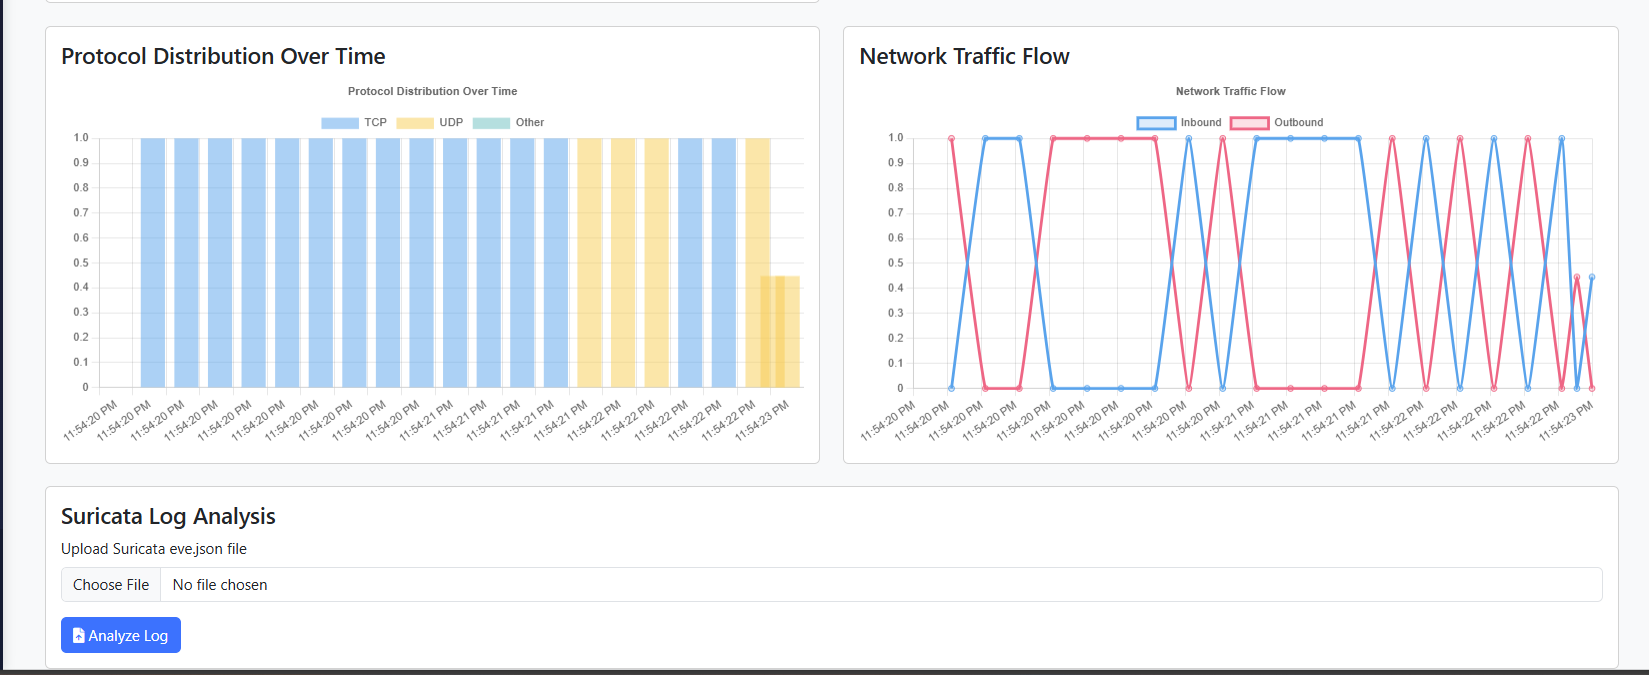 Protocol Distribution Over Time
Protocol Distribution Over Time
TCP UDP Other
1.0
0.9
0.8
0.7
0.6
0.5
0.4
0.3
0.2
0.1
0
11:54:20 PM 11:54:20 PM 11:54:20 PM 11:54:20 PM 11:54:20 PM 11:54:20 PM 11:54:20 PM 11:54:20 PM 11:54:20 PM 11:54:20 PM 11:54:21 PM 11:54:21 PM 11:54:21 PM 11:54:21 PM 11:54:21 PM 11:54:22 PM 11:54:22 PM 11:54:22 PM 11:54:22 PM 11:54:22 PM 11:54:23 PM
Network Traffic Flow
Network Traffic Flow
Inbound Outbound
1.0
0.9
0.8
0.7
0.6
0.5
0.4
0.3
0.2
0.1
0
11:54:20 PM 11:54:20 PM 11:54:20 PM 11:54:20 PM 11:54:20 PM 11:54:20 PM 11:54:20 PM 11:54:20 PM 11:54:20 PM 11:54:20 PM 11:54:21 PM 11:54:21 PM 11:54:21 PM 11:54:21 PM 11:54:21 PM 11:54:22 PM 11:54:22 PM 11:54:22 PM 11:54:22 PM 11:54:22 PM 11:54:23 PM
Suricata Log Analysis
Upload Suricata eve.json file
Choose File No file chosen
Analyze Log